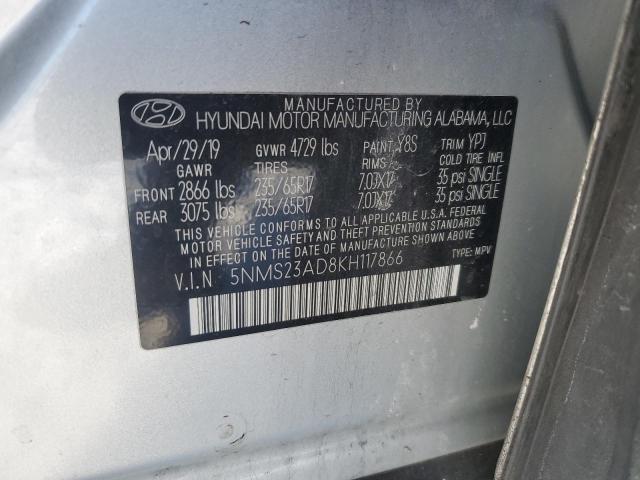 MANUFACTURED BY
HYUNDAI MOTOR MANUFACTURING ALABAMA, LLC
Apr/29/19 GVWR 4729 lbs PAINT Y8S TRIM YPJ
GAWR TIRES RIMS COLD TIRE INFL
FRONT 2866 lbs 235/65R17 7.0JX17 35 psi SINGLE
REAR 3075 lbs 235/65R17 7.0JX17 35 psi SINGLE
THIS VEHICLE CONFORMS TO ALL APPLICABLE U.S.A. FEDERAL
MOTOR VEHICLE SAFETY, BUMPER, AND THEFT PREVENTION STANDARDS
IN EFFECT ON THE DATE OF MANUFACTURE SHOWN ABOVE.
V.I.N 5NMS23AD8KH117866 TYPE: MPV